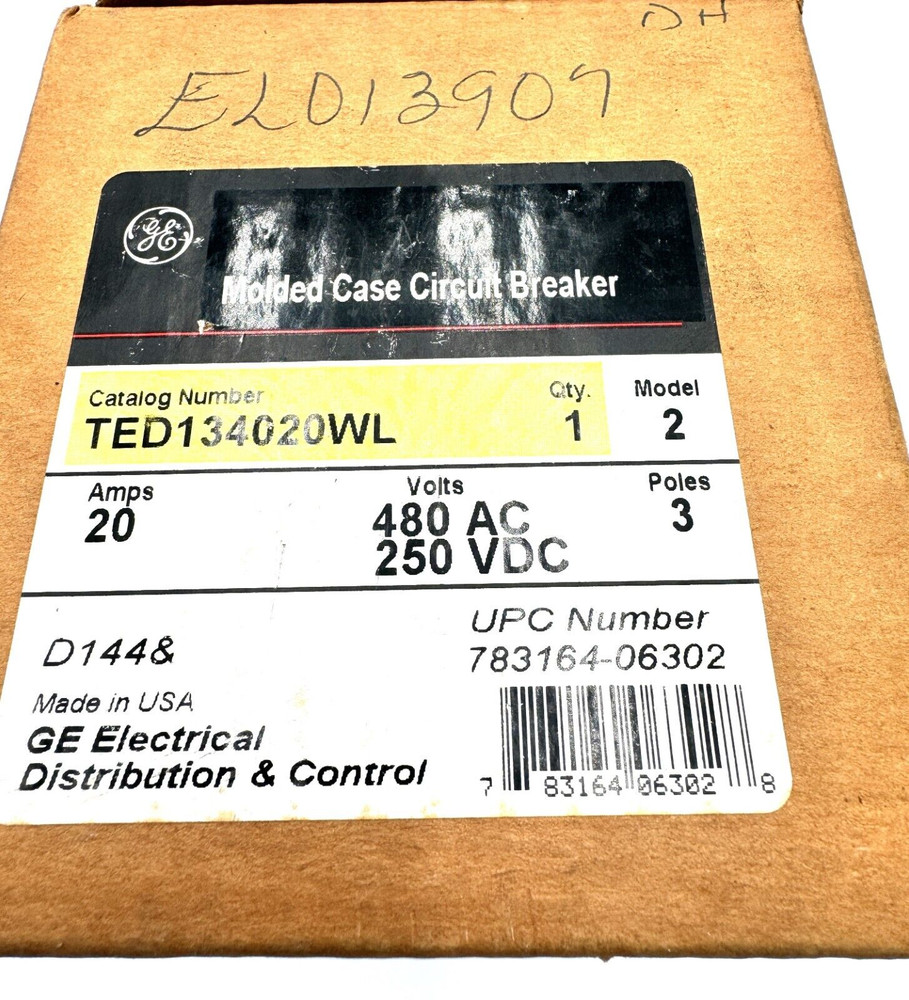 DH
ELD13907
GE
Molded Case Circuit Breaker
Catalog Number Qty. Model
TED134020WL 1 2
Amps Volts Poles
20 480 AC 3
250 VDC
UPC Number
D144& 783164-06302
Made in USA
GE Electrical
Distribution & Control
7 83164 06302 8